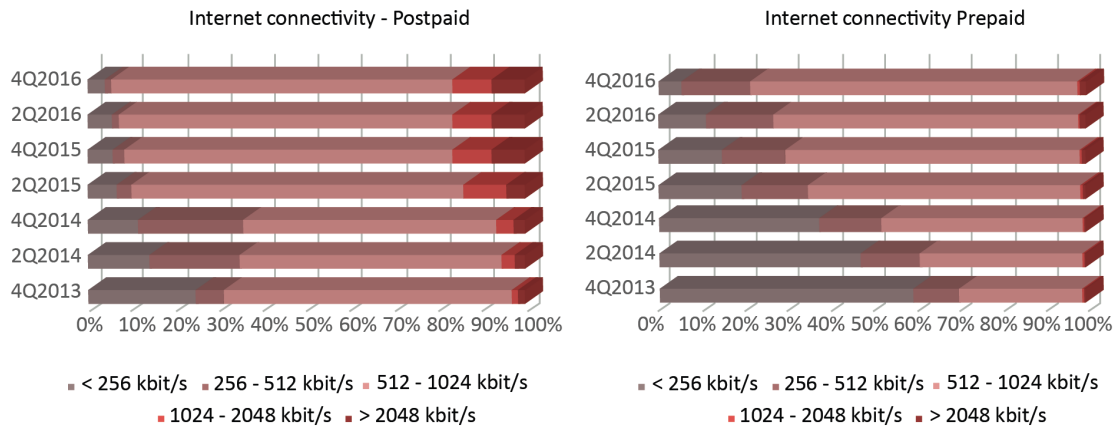 Internet connectivity - Postpaid
4Q2016
2Q2016
4Q2015
2Q2015
4Q2014
2Q2014
4Q2013
0% 10% 20% 30% 40% 50% 60% 70% 80% 90% 100%
< 256 kbit/s 256 - 512 kbit/s 512 - 1024 kbit/s
1024 - 2048 kbit/s > 2048 kbit/s
Internet connectivity Prepaid
4Q2016
2Q2016
4Q2015
2Q2015
4Q2014
2Q2014
4Q2013
0% 10% 20% 30% 40% 50% 60% 70% 80% 90% 100%
< 256 kbit/s 256 - 512 kbit/s 512 - 1024 kbit/s
1024 - 2048 kbit/s > 2048 kbit/s